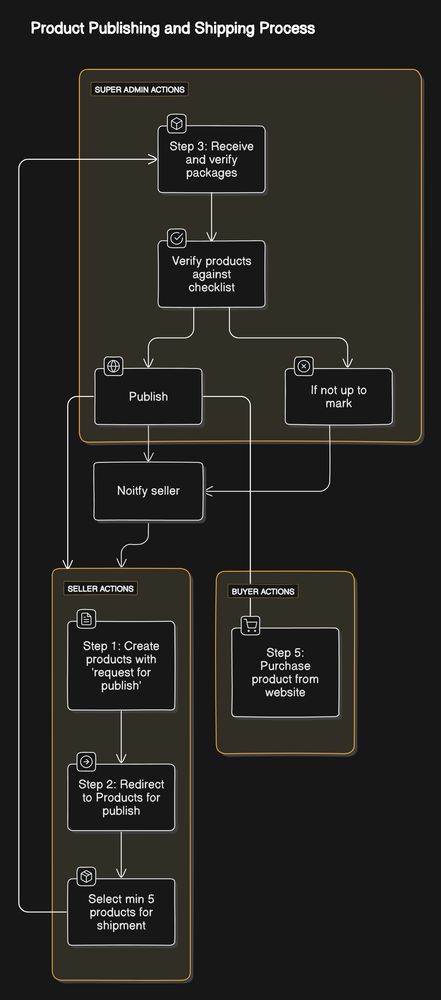 Product Publishing and Shipping Process
SUPER ADMIN ACTIONS
Step 3: Receive
and verify
packages
Verify products
against
checklist
Publish
If not up to
mark
Noitfy seller
SELLER ACTIONS
Step 1: Create
products with
'request for
publish'
Step 2: Redirect
to Products for
publish
Select min 5
products for
shipment
BUYER ACTIONS
Step 5:
Purchase
product from
website